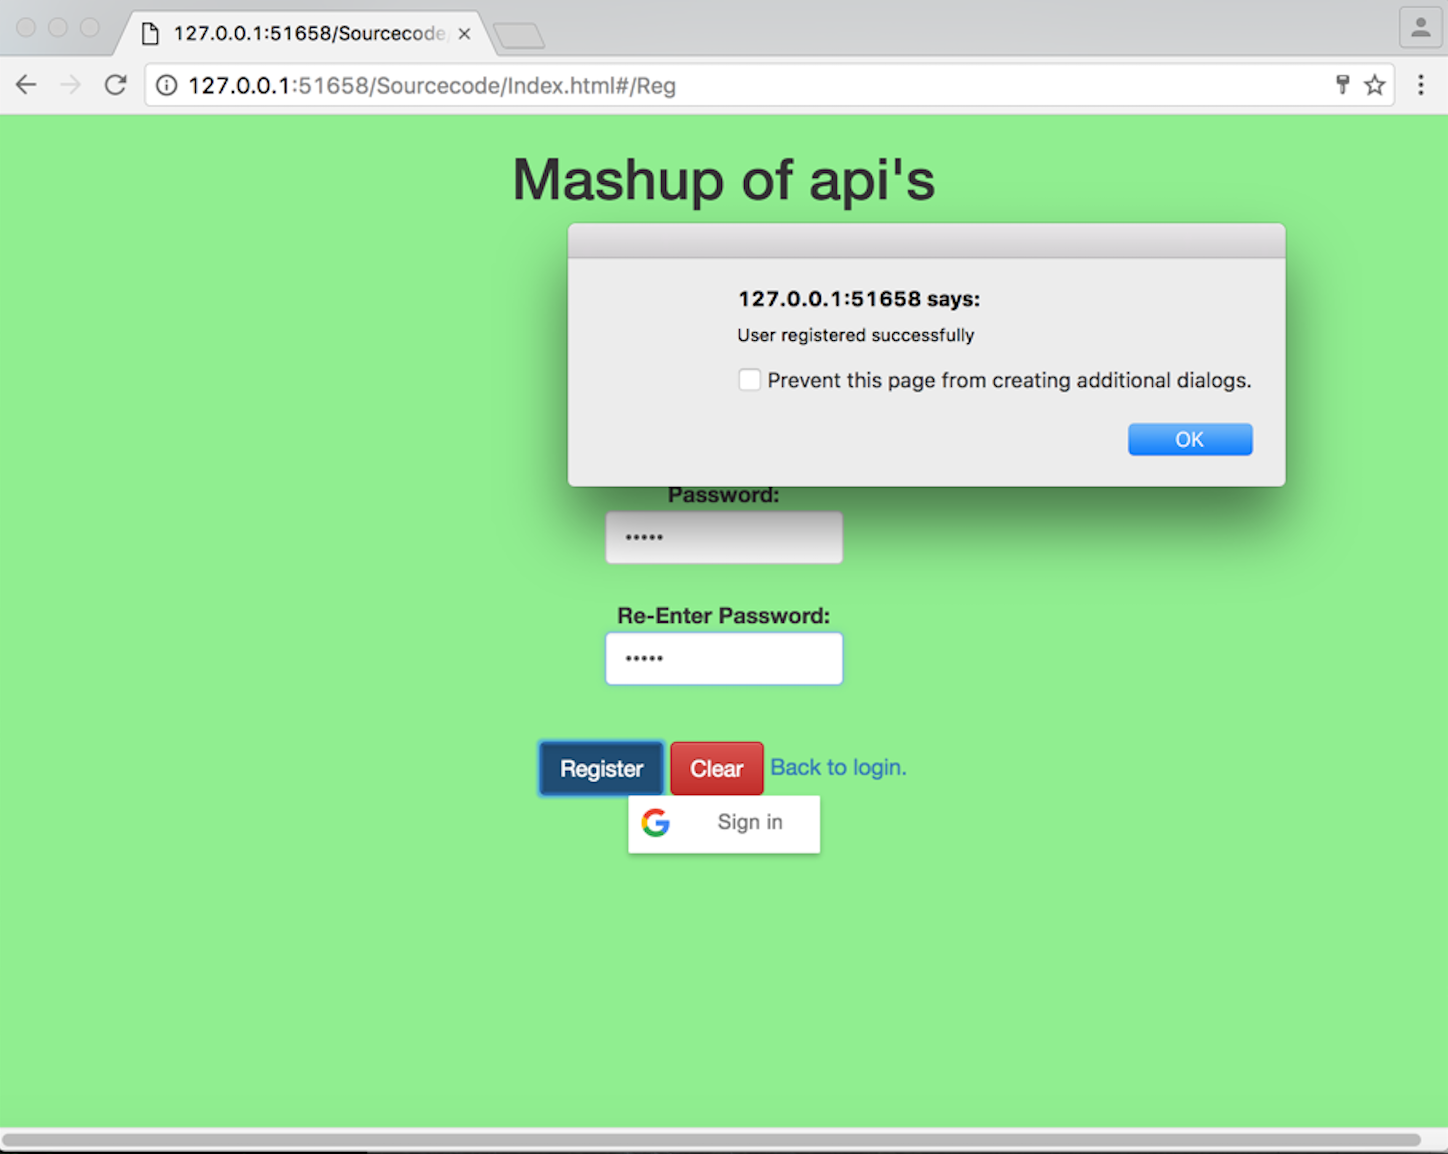 127.0.0.1:51658/Sourcecode
127.0.0.1:51658/Sourcecode/Index.html#/Reg
Mashup of api's
127.0.0.1:51658 says:
User registered successfully
Prevent this page from creating additional dialogs.
OK
Password:
•••••
Re-Enter Password:
•••••
Register Clear Back to login.
Sign in